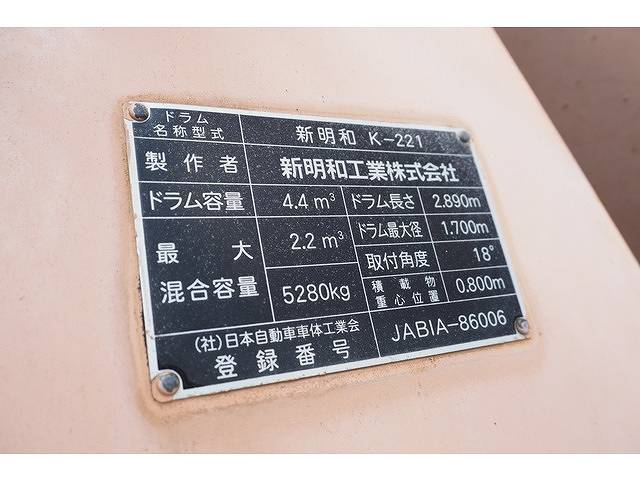 ドラム
名称型式
新明和 K-221
製作者
新明和工業株式会社
ドラム容量
4.4 m³
ドラム長さ
2.890m
最大
混合容量
2.2 m³
5280kg
ドラム最大径
1.700m
取付角度
18°
積載物
重心位置
0.800m
(社)日本自動車車体工業会
登録番号
JABIA-86006